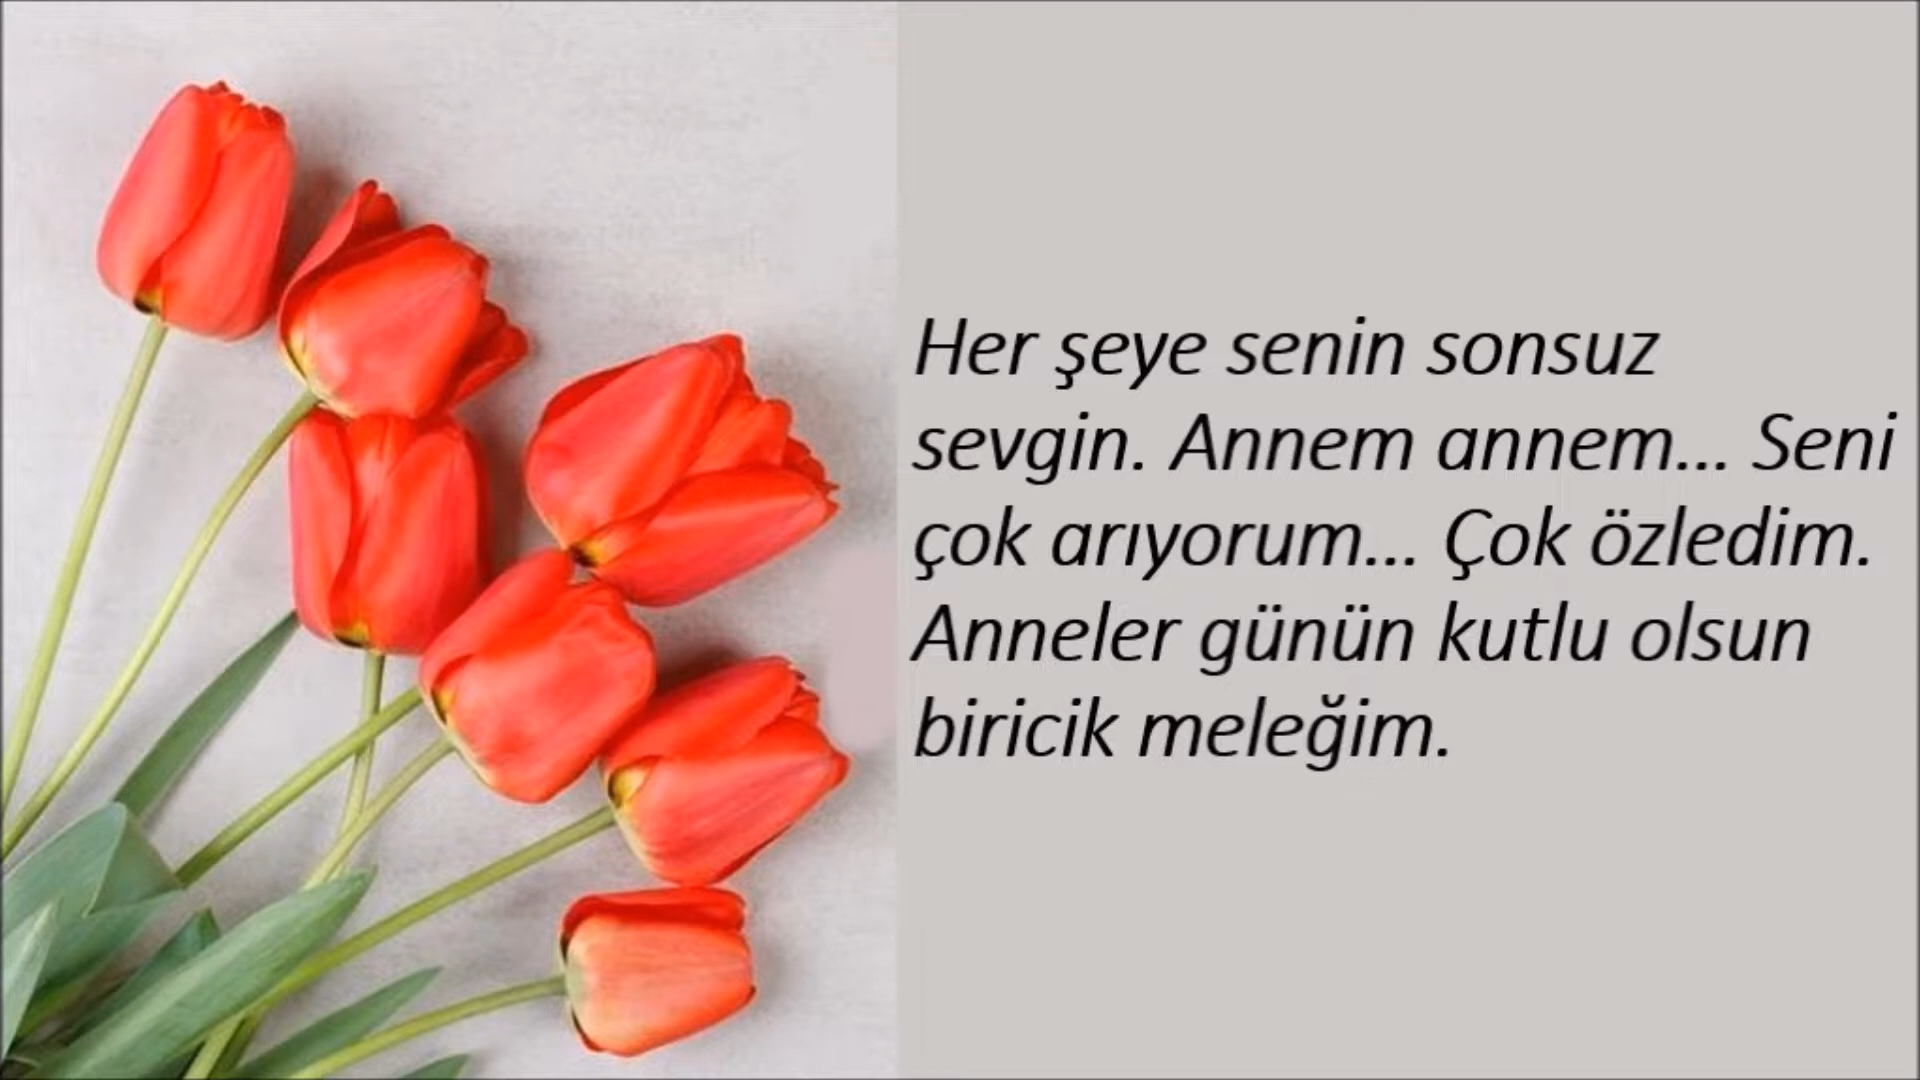 Her şeye senin sonsuz
sevgin. Annem annem... Seni
çok arıyorum... Çok özledim.
Anneler günün kutlu olsun
biricik meleğim.